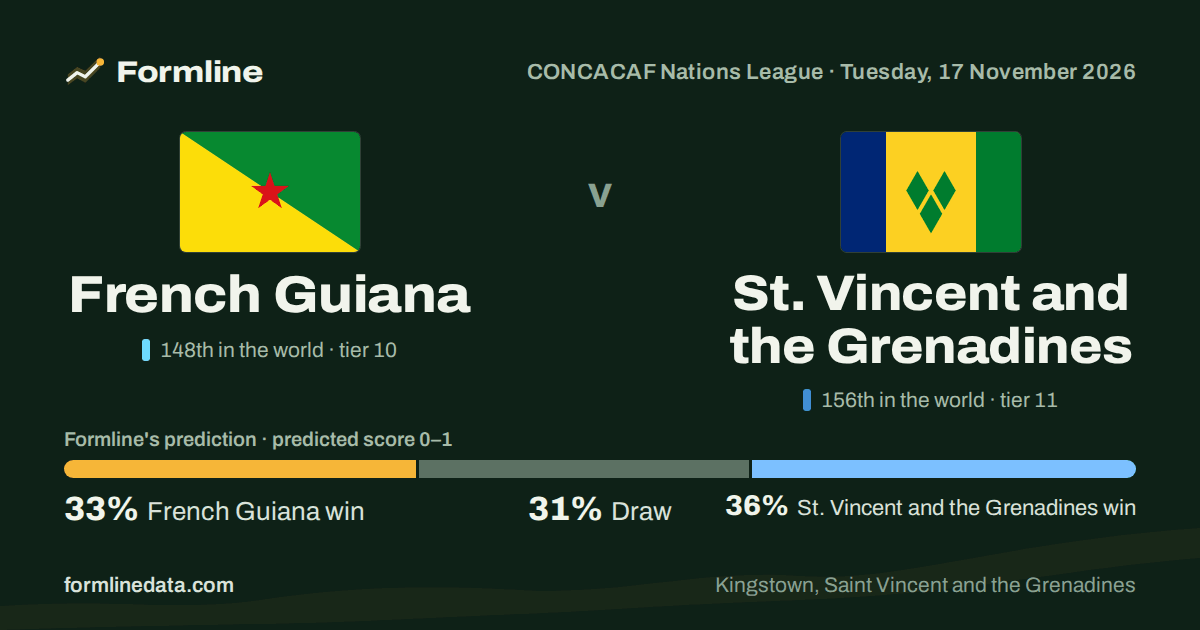 Formline
CONCACAF Nations League · Tuesday, 17 November 2026
V
French Guiana
148th in the world · tier 10
St. Vincent and
the Grenadines
156th in the world · tier 11
Formline's prediction · predicted score 0–1
33% French Guiana win
31% Draw
36% St. Vincent and the Grenadines win
formlinedata.com
Kingstown, Saint Vincent and the Grenadines